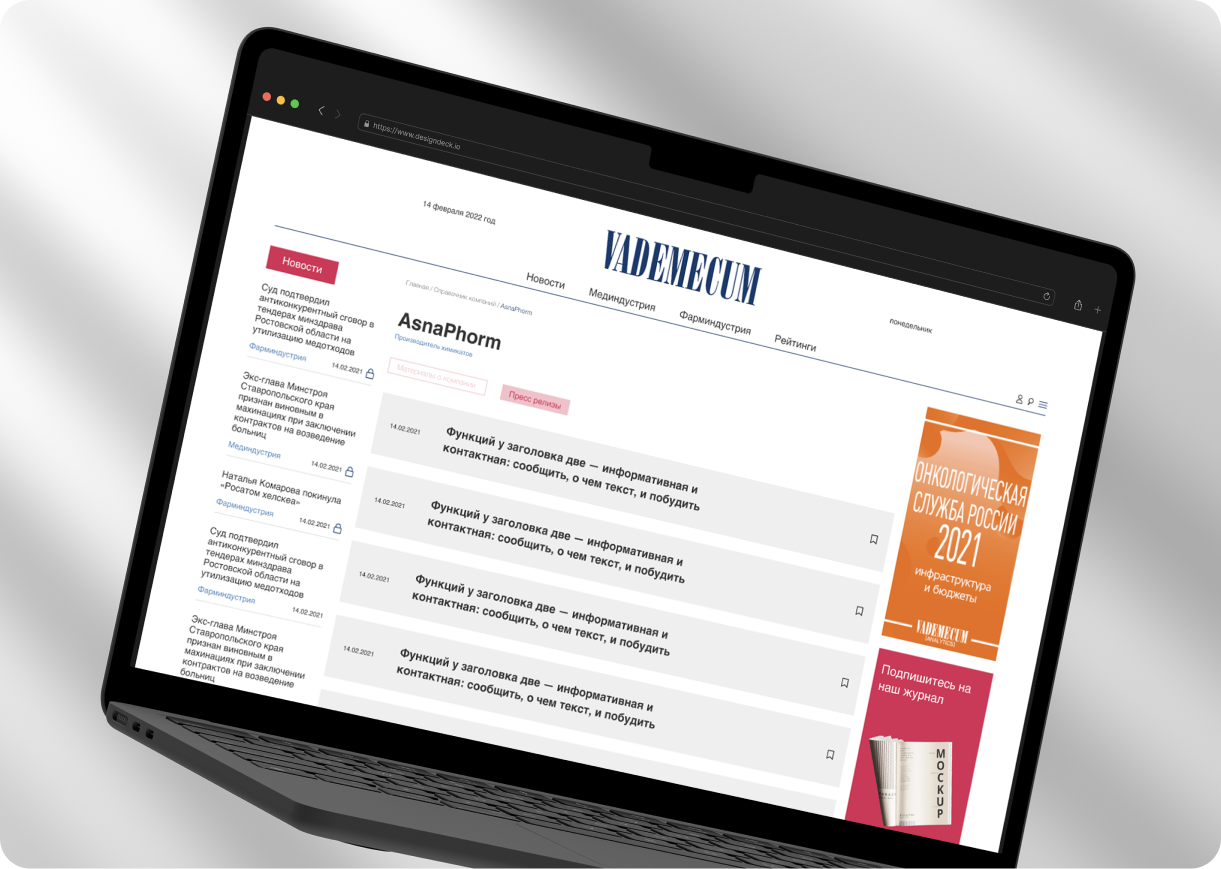 https://www.designdeck.io
14 февраля 2022 год
VADEMECUM
понедельник
Новости
Мединдустрия
Фарминдустрия
Рейтинги
Новости
Суд подтвердил
антиконкурентный сговор в
тендерах минздрава
Ростовской области на
утилизацию медотходов
Фарминдустрия
14.02.2021
Экс-глава Минстроя
Ставропольского края
признан виновным в
махинациях при заключении
контрактов на возведение
больниц
Мединдустрия
14.02.2021
Наталья Комарова покинула
«Росатом хелскеа»
Фарминдустрия
14.02.2021
Суд подтвердил
антиконкурентный сговор в
тендерах минздрава
Ростовской области на
утилизацию медотходов
Фарминдустрия
14.02.2021
Экс-глава Минстроя
Ставропольского края
признан виновным в
махинациях при заключении
контрактов на возведение
больниц
Главная / Справочник компаний / AsnaPhorm
AsnaPhorm
Производитель химикатов
Материалы о компании
Пресс релизы
14.02.2021
Функций у заголовка две — информативная и
контактная: сообщить, о чем текст, и побудить
14.02.2021
Функций у заголовка две — информативная и
контактная: сообщить, о чем текст, и побудить
14.02.2021
Функций у заголовка две — информативная и
контактная: сообщить, о чем текст, и побудить
14.02.2021
Функций у заголовка две — информативная и
контактная: сообщить, о чем текст, и побудить
ОНКОЛОГИЧЕСКАЯ
СЛУЖБА РОССИИ
2021
инфраструктура
и бюджеты
VADEMECUM
[ANALYTICS]
Подпишитесь на
наш журнал
MOCKUP